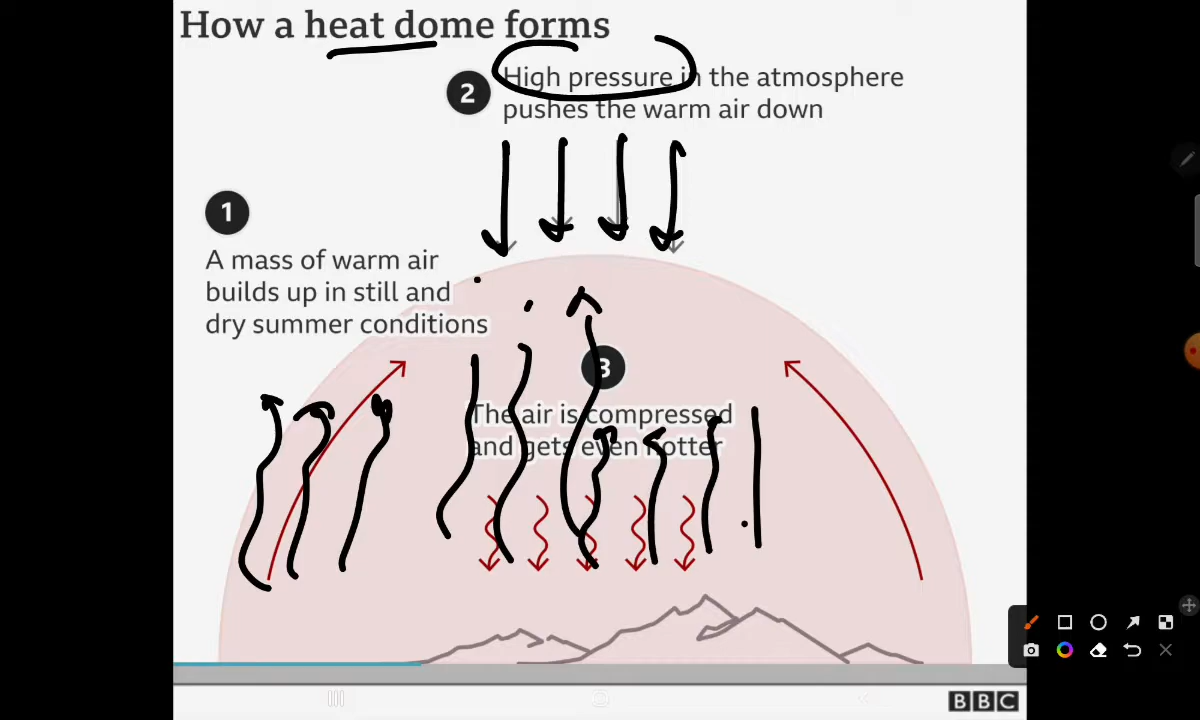 How a heat dome forms
2
High pressure in the atmosphere
pushes the warm air down
1
A mass of warm air
builds up in still and
dry summer conditions
3
The air is compressed
and gets even hotter
BBC